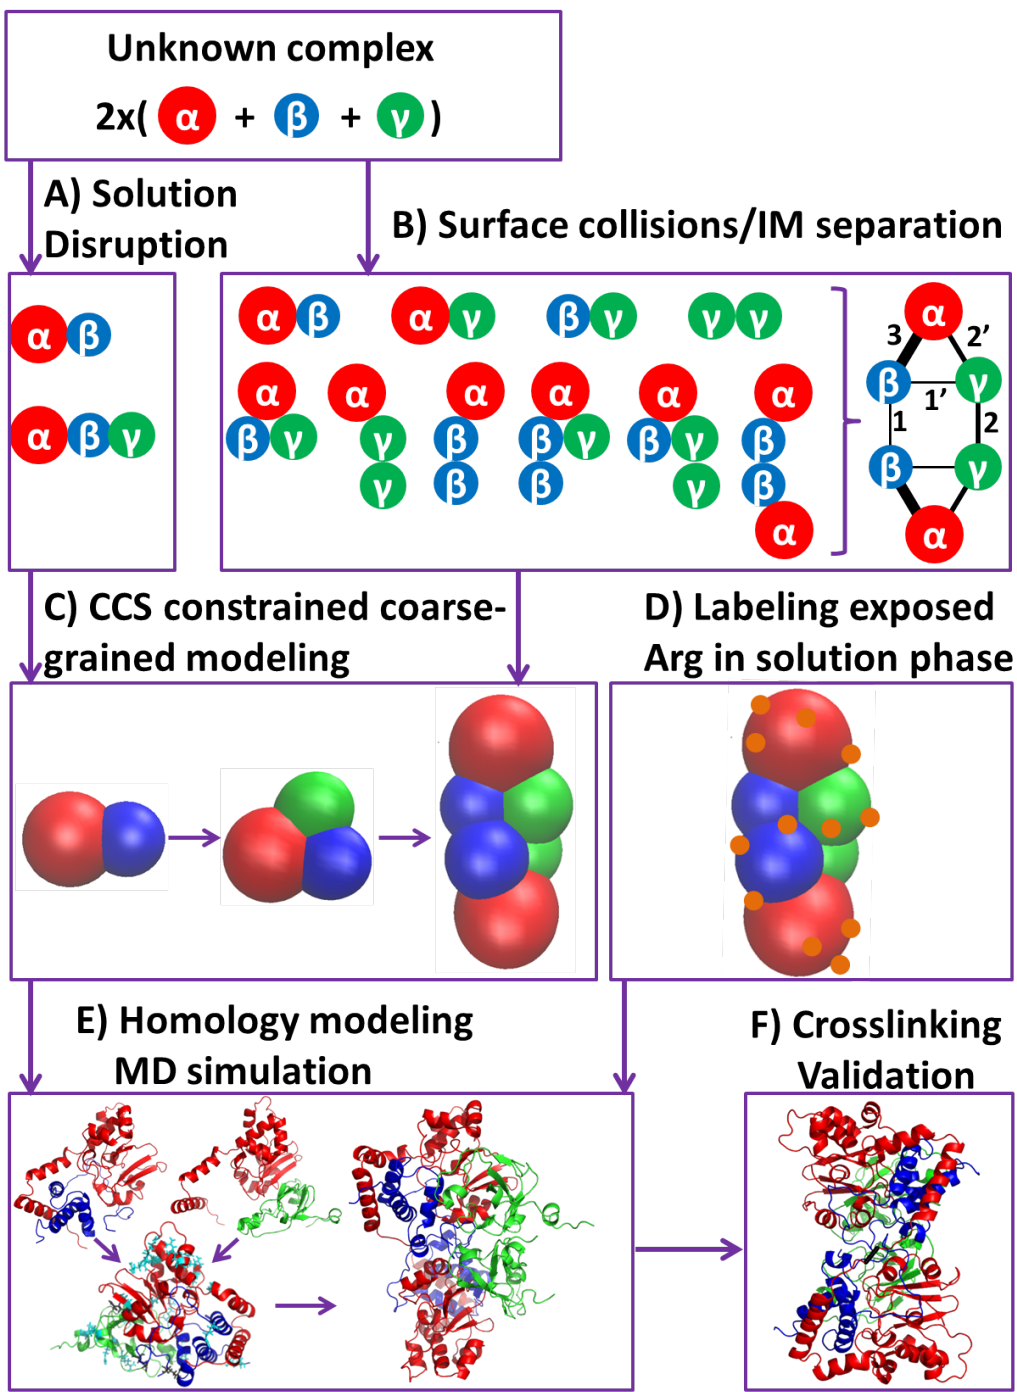 Unknown complex
2x( α + β + γ )
A) Solution
Disruption
B) Surface collisions/IM separation
α β
α β γ
α β α γ β γ γ γ
α α α α α α
β γ γ β β γ β γ β
γ β β γ β
α
α
3 2'
β γ
1'
1 2
β γ
α
C) CCS constrained coarse-
grained modeling
D) Labeling exposed
Arg in solution phase
E) Homology modeling
MD simulation
F) Crosslinking
Validation